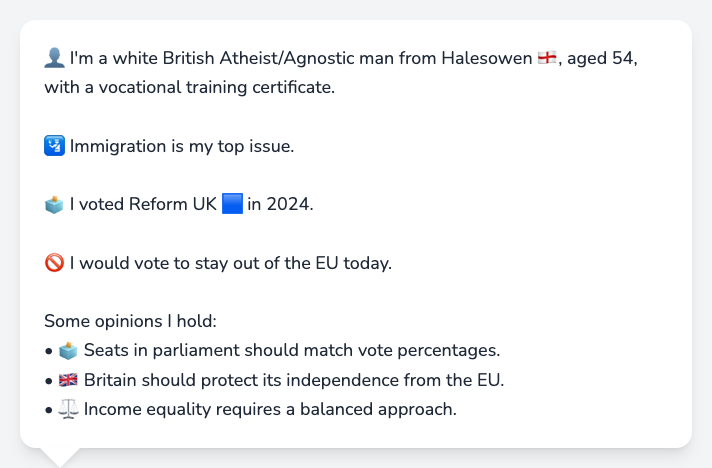 👤 I'm a white British Atheist/Agnostic man from Halesowen 🏴󠁧󠁢󠁥󠁮󠁧󠁿, aged 54,
with a vocational training certificate.
🛂 Immigration is my top issue.
🗳️ I voted Reform UK 🟦 in 2024.
🚫 I would vote to stay out of the EU today.
Some opinions I hold:
• 🗳️ Seats in parliament should match vote percentages.
• 🇬🇧 Britain should protect its independence from the EU.
• ⚖️ Income equality requires a balanced approach.